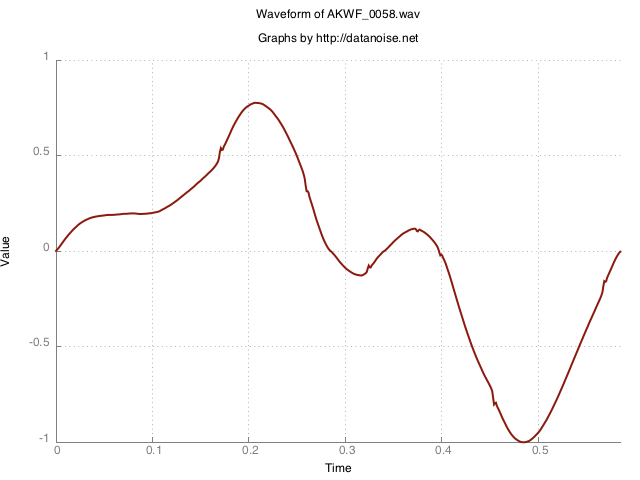 Waveform of AKWF_0058.wav
Graphs by http://datanoise.net
1
0.5
0
-0.5
-1
Value
0 0.1 0.2 0.3 0.4 0.5
Time